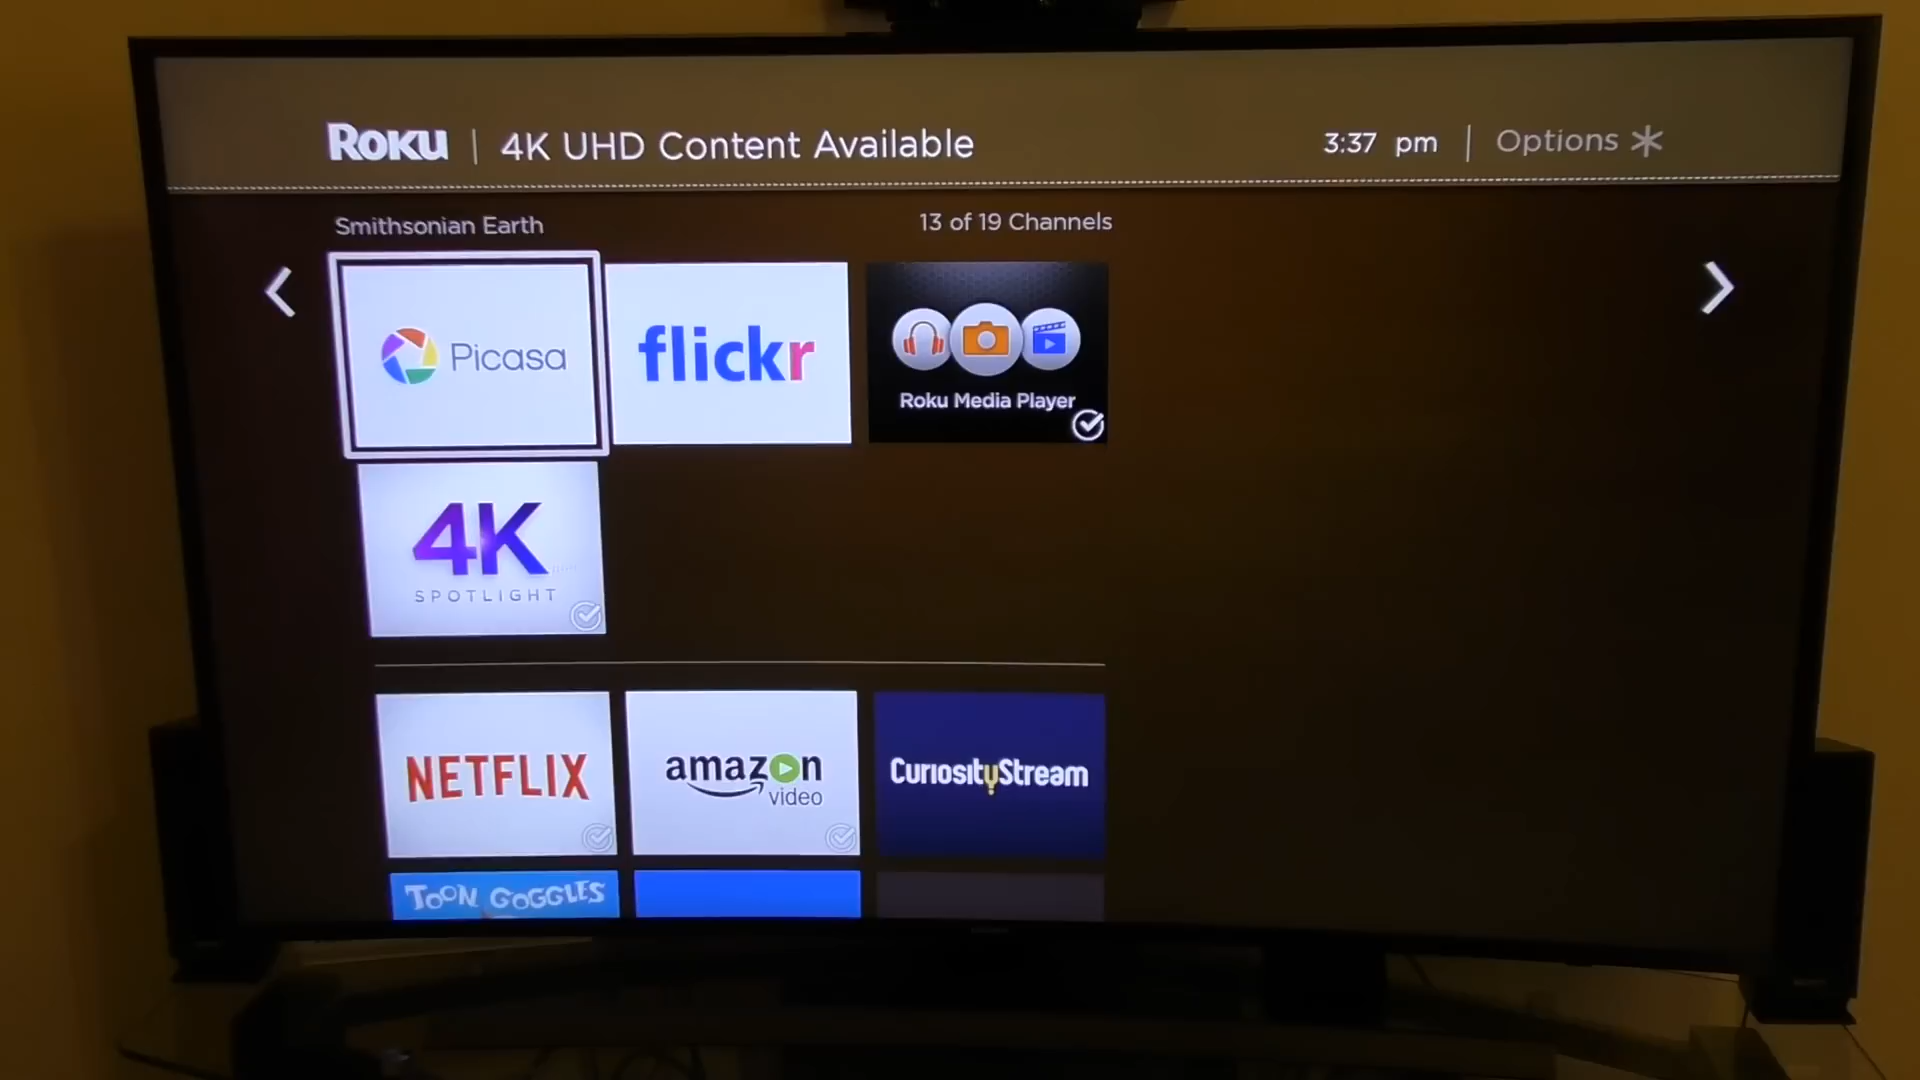 Roku | 4K UHD Content Available
3:37 pm | Options *
Smithsonian Earth
13 of 19 Channels
Picasa
flickr
Roku Media Player
4K
SPOTLIGHT
NETFLIX
amazon
video
CuriosityStream
TOON GOGGLES